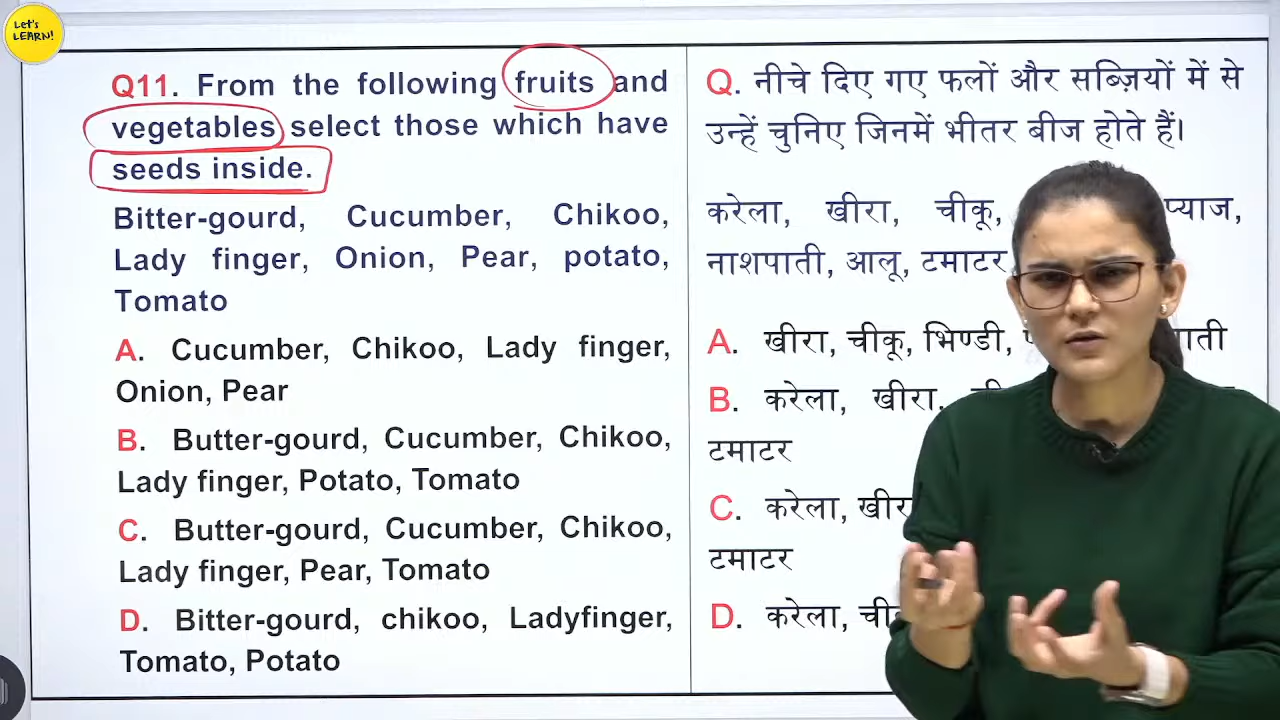 Let's
LEARN!
Q11. From the following fruits and
vegetables select those which have
seeds inside.
Bitter-gourd, Cucumber, Chikoo,
Lady finger, Onion, Pear, potato,
Tomato
A. Cucumber, Chikoo, Lady finger,
Onion, Pear
B. Butter-gourd, Cucumber, Chikoo,
Lady finger, Potato, Tomato
C. Butter-gourd, Cucumber, Chikoo,
Lady finger, Pear, Tomato
D. Bitter-gourd, chikoo, Ladyfinger,
Tomato, Potato
Q. नीचे दिए गए फलों और सब्ज़ियों में से
उन्हें चुनिए जिनमें भीतर बीज होते हैं।
करेला, खीरा, चीकू, प्याज,
नाशपाती, आलू, टमाटर
A. खीरा, चीकू, भिण्डी,
B. करेला, खीरा,
टमाटर
C. करेला,
टमाटर
D. करेला,